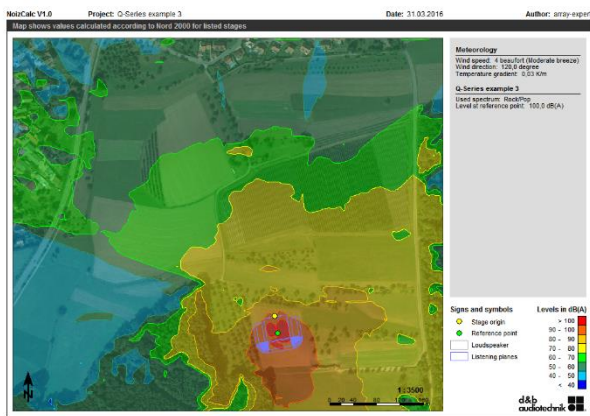 NoizCalc V1.0 Project: Q-Series example 3 Date: 31.03.2016 Author: array-expert
Map shows values calculated according to Nord 2000 for listed stages
Meteorology
Wind speed: 4 beaufort (Moderate breeze)
Wind direction: 120,0 degree
Temperature gradient: 0,03 K/m
Q-Series example 3
Used spectrum: Rock/Pop
Level at reference point: 100,0 dB(A)
Signs and symbols
Stage origin
Reference point
Loudspeaker
Listening planes
Levels in dB(A)
> 100
90 - 100
80 - 90
70 - 80
60 - 70
50 - 60
40 - 50
< 40
1:3500
N
d&b
audiotechnik